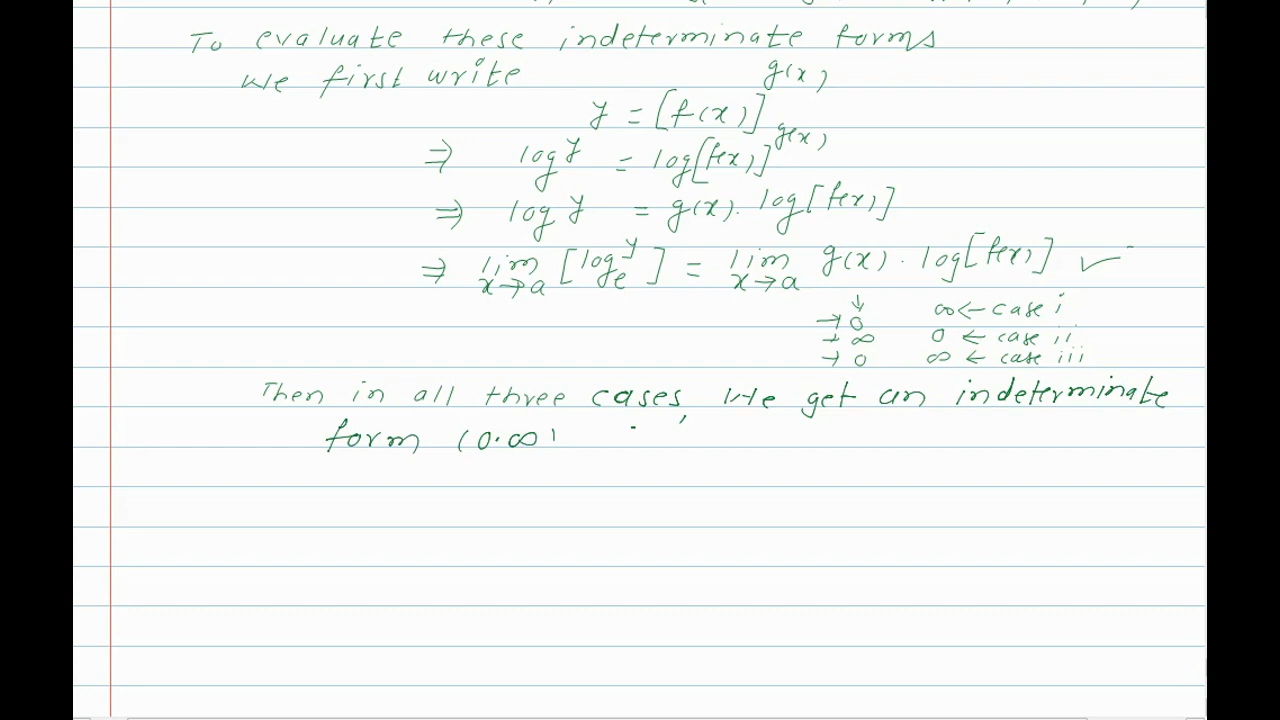 To evaluate these indeterminate forms
We first write
y = [f(x)]^g(x)
⇒ log y = log[f(x)]^g(x)
⇒ log y = g(x). log[f(x)]
⇒ lim x→a [log_e y] = lim x→a g(x) . log[f(x)] ✓
↓
→ 0 ∞ ← case i
→ ∞ 0 ← case ii
→ 0 ∞ ← case iii
Then in all three cases, We get an indeterminate
form (0.∞)